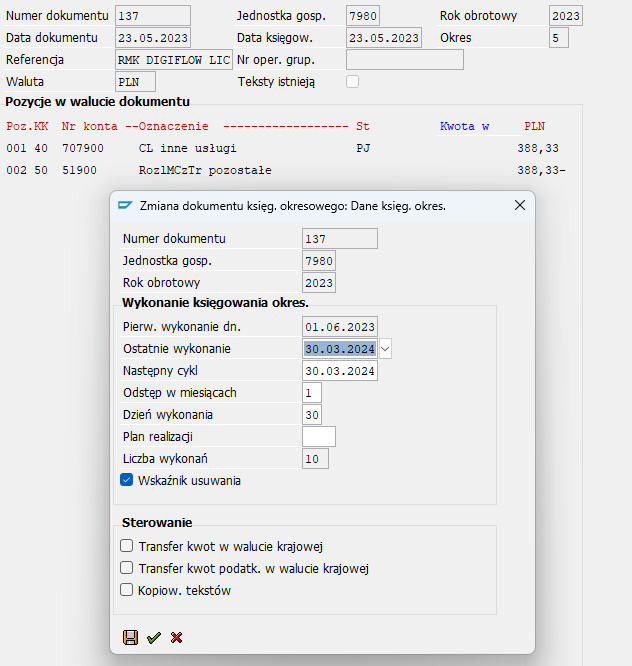 Numer dokumentu 137 Jednostka gosp. 7980 Rok obrotowy 2023
Data dokumentu 23.05.2023 Data księgow. 23.05.2023 Okres 5
Referencja RMK DIGIFLOW LIC Nr oper. grup.
Waluta PLN Teksty istnieją
Pozycje w walucie dokumentu
Poz.KK Nr konta --Oznaczenie ------------------ St Kwota w PLN
001 40 707900 CL inne usługi PJ 388,33
002 50 51900 RozlMCzTr pozostałe 388,33-
Zmiana dokumentu księg. okresowego: Dane księg. okres.
Numer dokumentu 137
Jednostka gosp. 7980
Rok obrotowy 2023
Wykonanie księgowania okres.
Pierw. wykonanie dn. 01.06.2023
Ostatnie wykonanie 30.03.2024
Następny cykl 30.03.2024
Odstęp w miesiącach 1
Dzień wykonania 30
Plan realizacji
Liczba wykonań 10
Wskaźnik usuwania
Sterowanie
Transfer kwot w walucie krajowej
Transfer kwot podatk. w walucie krajowej
Kopiow. tekstów